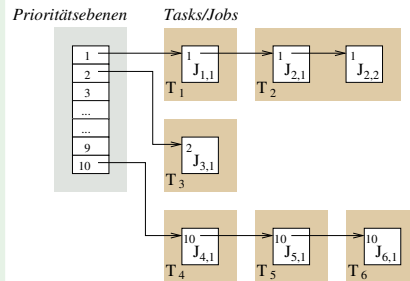 Prioritätsebenen Tasks/Jobs
1
2
3
...
...
9
10
1 J1,1
T1
1 J2,1
J2,2
T2
2 J3,1
T3
10 J4,1
T4
10 J5,1
T5
10 J6,1
T6